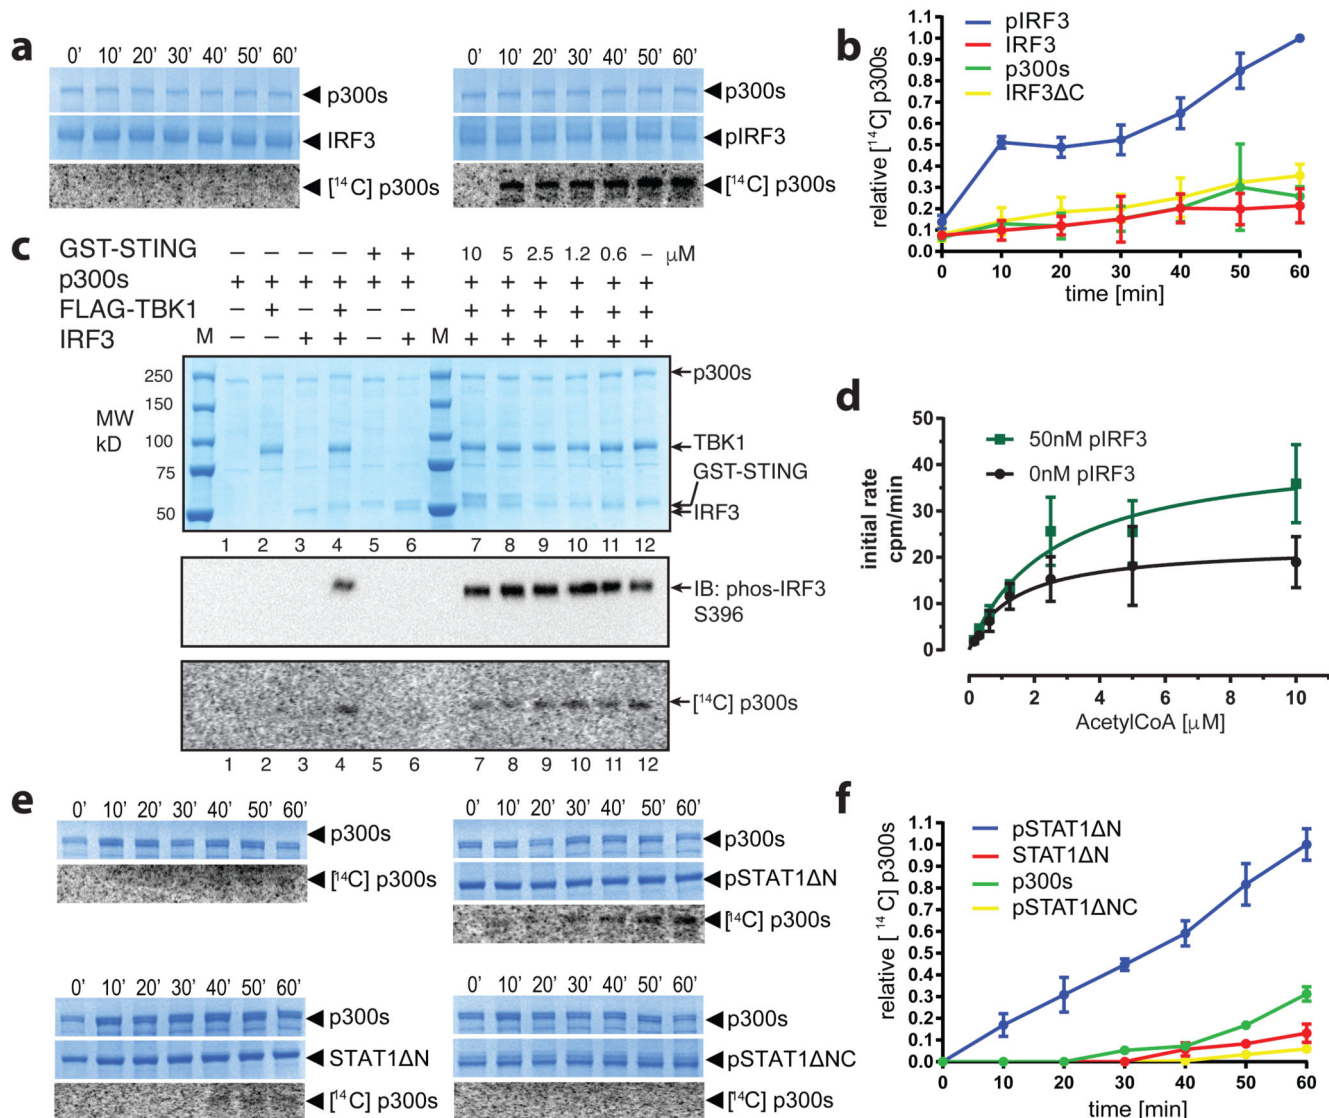 a
0' 10' 20' 30' 40' 50' 60'
p300s
IRF3
[¹⁴C] p300s
0' 10' 20' 30' 40' 50' 60'
p300s
pIRF3
[¹⁴C] p300s
b
relative [¹⁴C] p300s
1.1
1.0
0.9
0.8
0.7
0.6
0.5
0.4
0.3
0.2
0.1
0.0
pIRF3
IRF3
p300s
IRF3ΔC
0 10 20 30 40 50 60
time [min]
c
GST-STING – – – – + + 10 5 2.5 1.2 0.6 – μM
p300s + + + + + + + + + + + +
FLAG-TBK1 – + – + – – + + + + + +
IRF3 M – – + + – + M + + + + + +
MW
kD
250
150
100
75
50
p300s
TBK1
GST-STING
IRF3
1 2 3 4 5 6 7 8 9 10 11 12
IB: phos-IRF3
S396
[¹⁴C] p300s
1 2 3 4 5 6 7 8 9 10 11 12
d
initial rate
cpm/min
50
40
30
20
10
0
50nM pIRF3
0nM pIRF3
0 2 4 6 8 10
AcetylCoA [μM]
e
0' 10' 20' 30' 40' 50' 60'
p300s
[¹⁴C] p300s
0' 10' 20' 30' 40' 50' 60'
p300s
pSTAT1ΔN
[¹⁴C] p300s
0' 10' 20' 30' 40' 50' 60'
p300s
STAT1ΔN
[¹⁴C] p300s
0' 10' 20' 30' 40' 50' 60'
p300s
pSTAT1ΔNC
[¹⁴C] p300s
f
relative [¹⁴C] p300s
1.1
1.0
0.9
0.8
0.7
0.6
0.5
0.4
0.3
0.2
0.1
0.0
pSTAT1ΔN
STAT1ΔN
p300s
pSTAT1ΔNC
0 10 20 30 40 50 60
time [min]